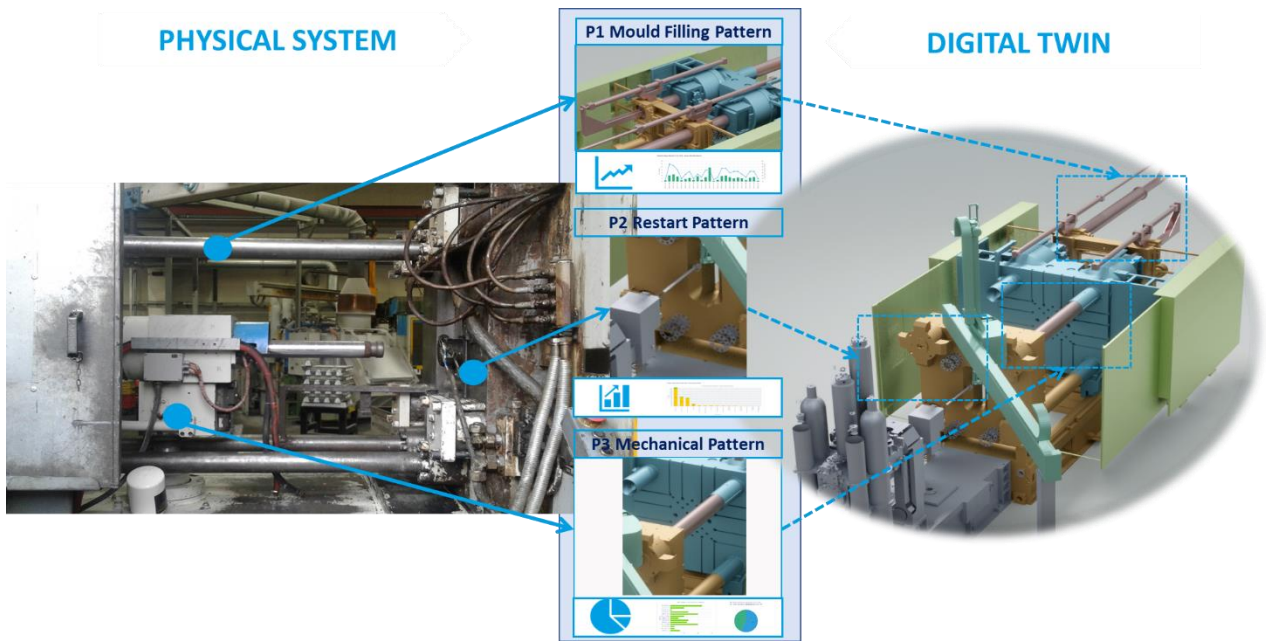 PHYSICAL SYSTEM
P1 Mould Filling Pattern
DIGITAL TWIN
P2 Restart Pattern
P3 Mechanical Pattern